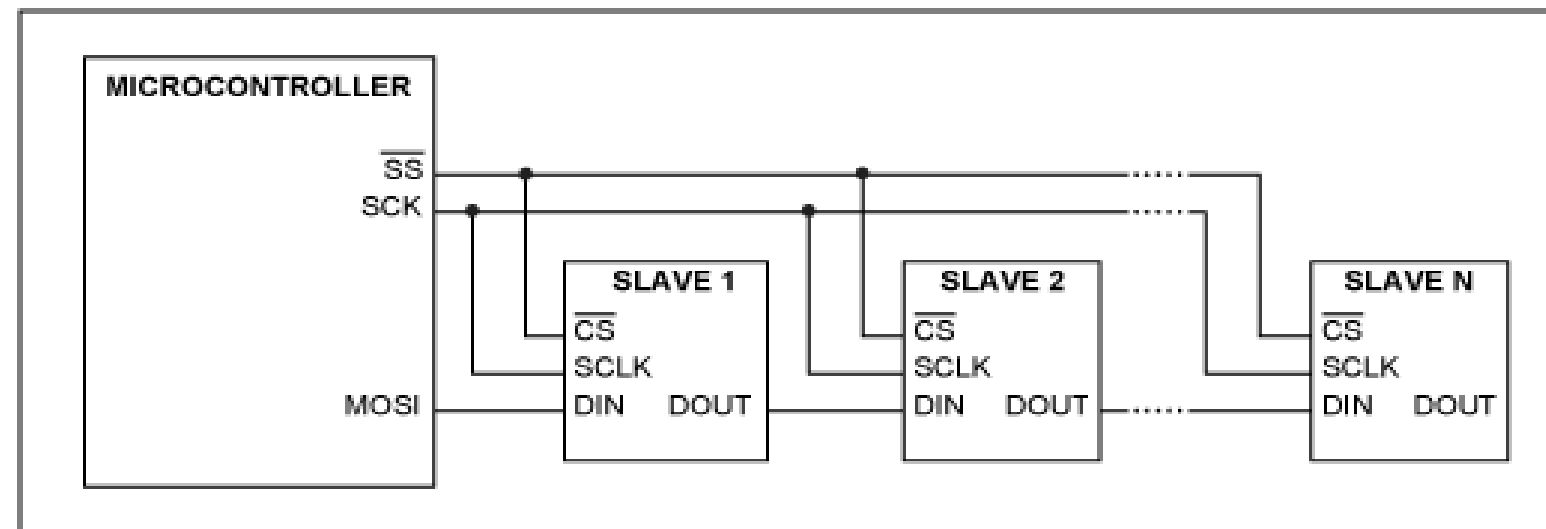 MICROCONTROLLER
SS
SCK
MOSI
SLAVE 1
CS
SCLK
DIN DOUT
SLAVE 2
CS
SCLK
DIN DOUT
SLAVE N
CS
SCLK
DIN DOUT